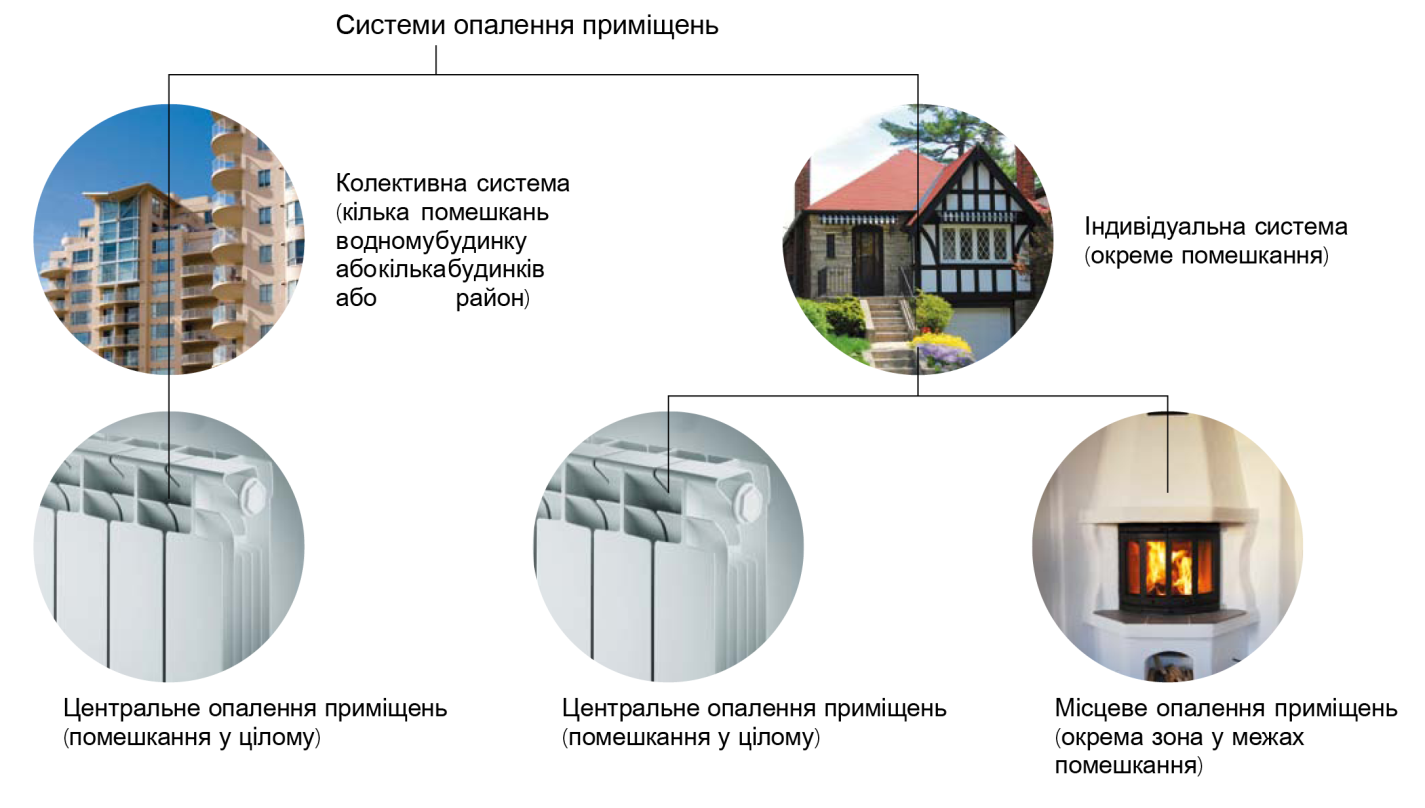 Системи опалення приміщень
Колективна система
(кілька помешкань
водномубудинку
абокількабудинків
або район)
Індивідуальна система
(окреме помешкання)
Центральне опалення приміщень
(помешкання у цілому)
Центральне опалення приміщень
(помешкання у цілому)
Місцеве опалення приміщень
(окрема зона у межах
помешкання)